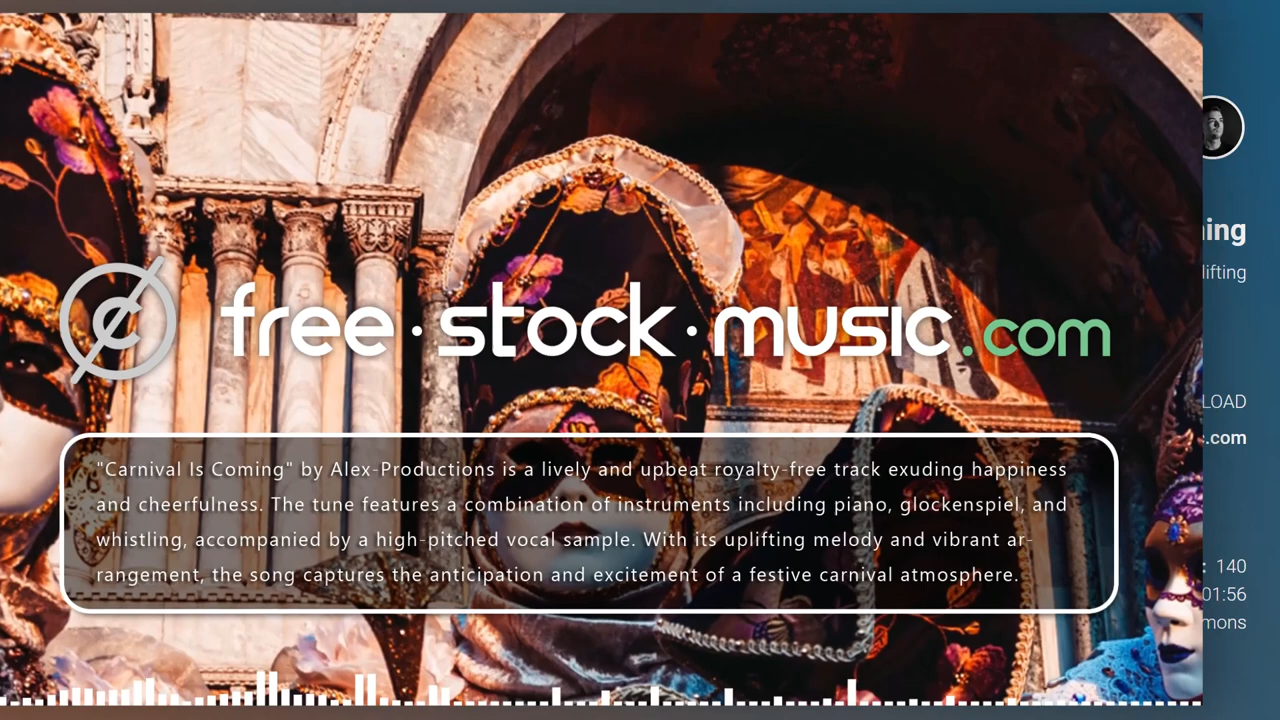 free·stock·music.com
"Carnival Is Coming" by Alex-Productions is a lively and upbeat royalty-free track exuding happiness
and cheerfulness. The tune features a combination of instruments including piano, glockenspiel, and
whistling, accompanied by a high-pitched vocal sample. With its uplifting melody and vibrant ar-
rangement, the song captures the anticipation and excitement of a festive carnival atmosphere.
ning
lifting
LOAD
.com
: 140
01:56
mons